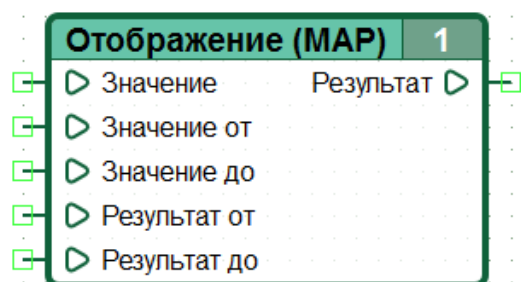 Отображение (MAP) 1
Значение Результат
Значение от
Значение до
Результат от
Результат до